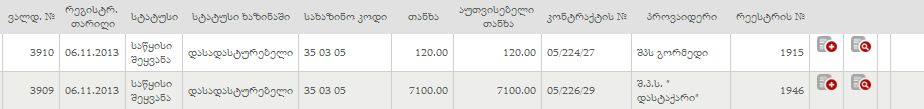 ვალდ. № რეგისტრ. თარიღი სტატუსი სტატუსი ხაზინაში სახაზინო კოდი თანხა აუთვისებელი თანხა კონტრაქტის № პროვაიდერი რეესტრის №
3910 06.11.2013 საწყისი შეყვანა დასადასტურებელი 35 03 05 120.00 120.00 05/224/27 შპს გორმედი 1915
3909 06.11.2013 საწყისი შეყვანა დასადასტურებელი 35 03 05 7100.00 7100.00 05/226/29 შ.პ.ს. " დასტაქარი" 1946